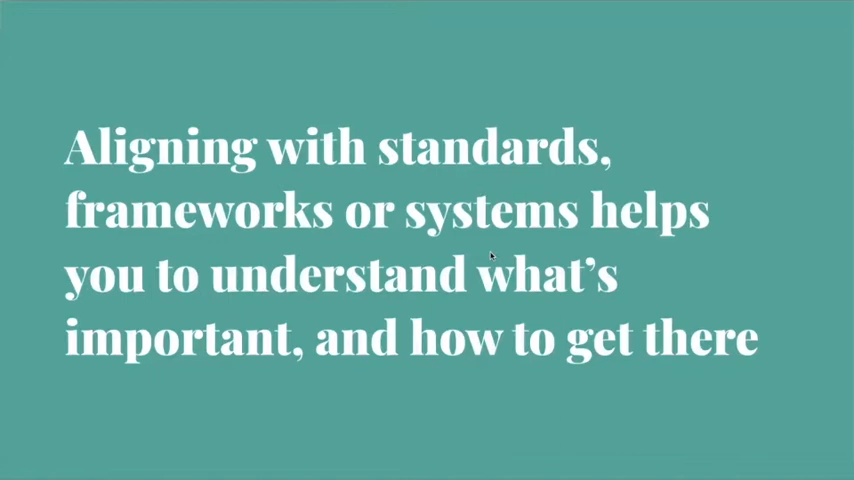 Aligning with standards,
frameworks or systems helps
you to understand what’s
important, and how to get there